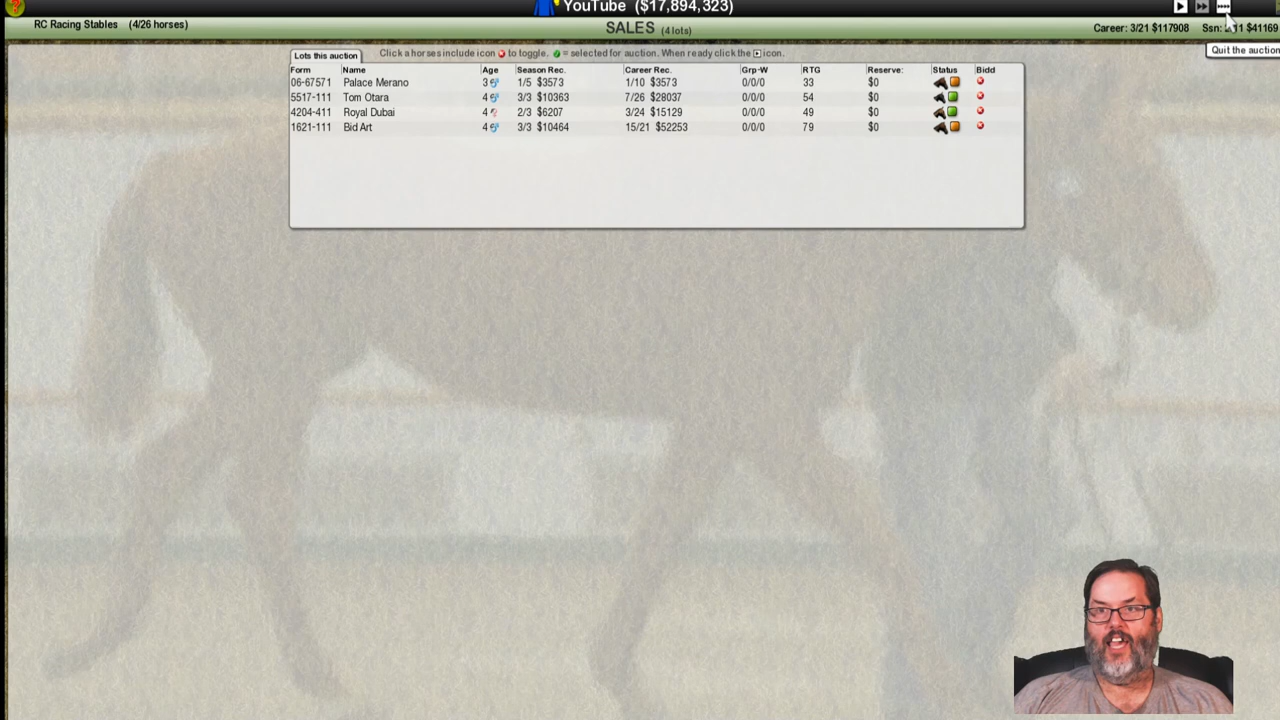 YouTube ($17,894,323)
RC Racing Stables (4/26 horses)
SALES (4 lots)
Career: 3/21 $117908 Ssn: $41169
Quit the auction
Lots this auction
Click a horses include icon to toggle. = selected for auction. When ready click the icon.
Form Name Age Season Rec. Career Rec. Grp-W RTG Reserve: Status Bidd
06-67571 Palace Merano 3 1/5 $3573 1/10 $3573 0/0/0 33 $0
5517-111 Tom Otara 4 3/3 $10363 7/26 $28037 0/0/0 54 $0
4204-411 Royal Dubai 4 2/3 $6207 3/24 $15129 0/0/0 49 $0
1621-111 Bid Art 4 3/3 $10464 15/21 $52253 0/0/0 79 $0